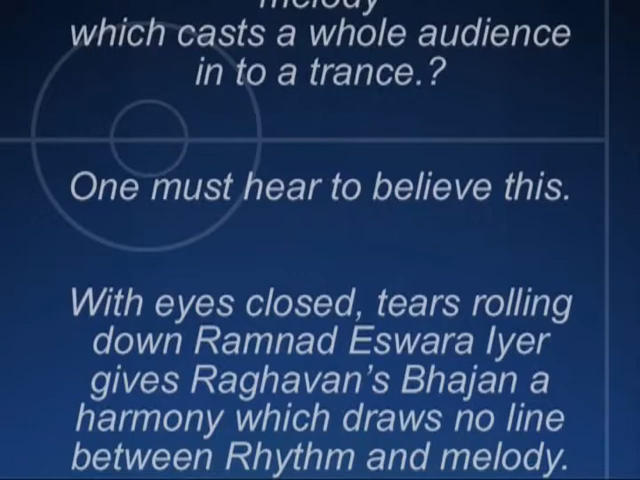 melody
which casts a whole audience
in to a trance.?
One must hear to believe this.
With eyes closed, tears rolling
down Ramnad Eswara Iyer
gives Raghavan's Bhajan a
harmony which draws no line
between Rhythm and melody.